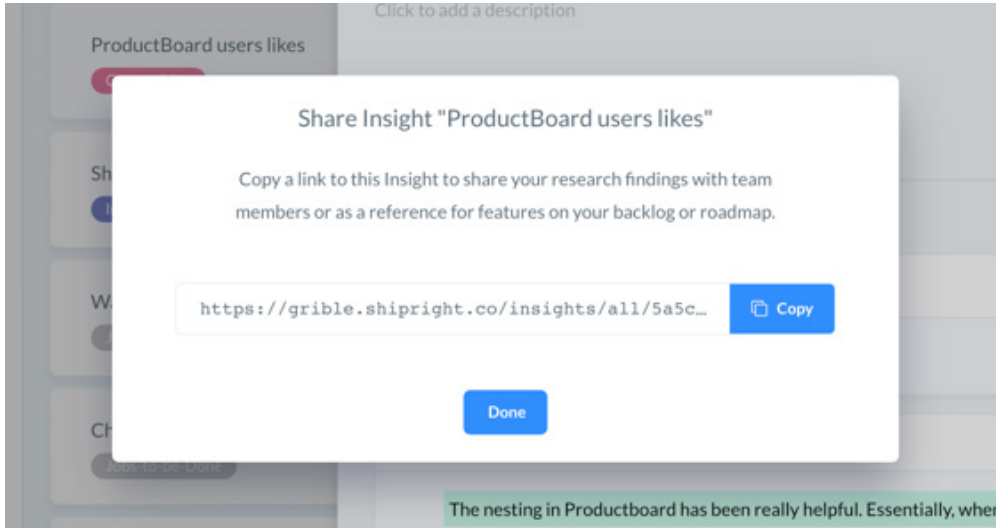 Click to add a description
ProductBoard users likes
Share Insight "ProductBoard users likes"
Sh
Copy a link to this Insight to share your research findings with team
members or as a reference for features on your backlog or roadmap.
W
https://grible.shipright.co/insights/all/5a5c…
Copy
Done
Ch
Jobs-to-be-Done
The nesting in Productboard has been really helpful. Essentially, when